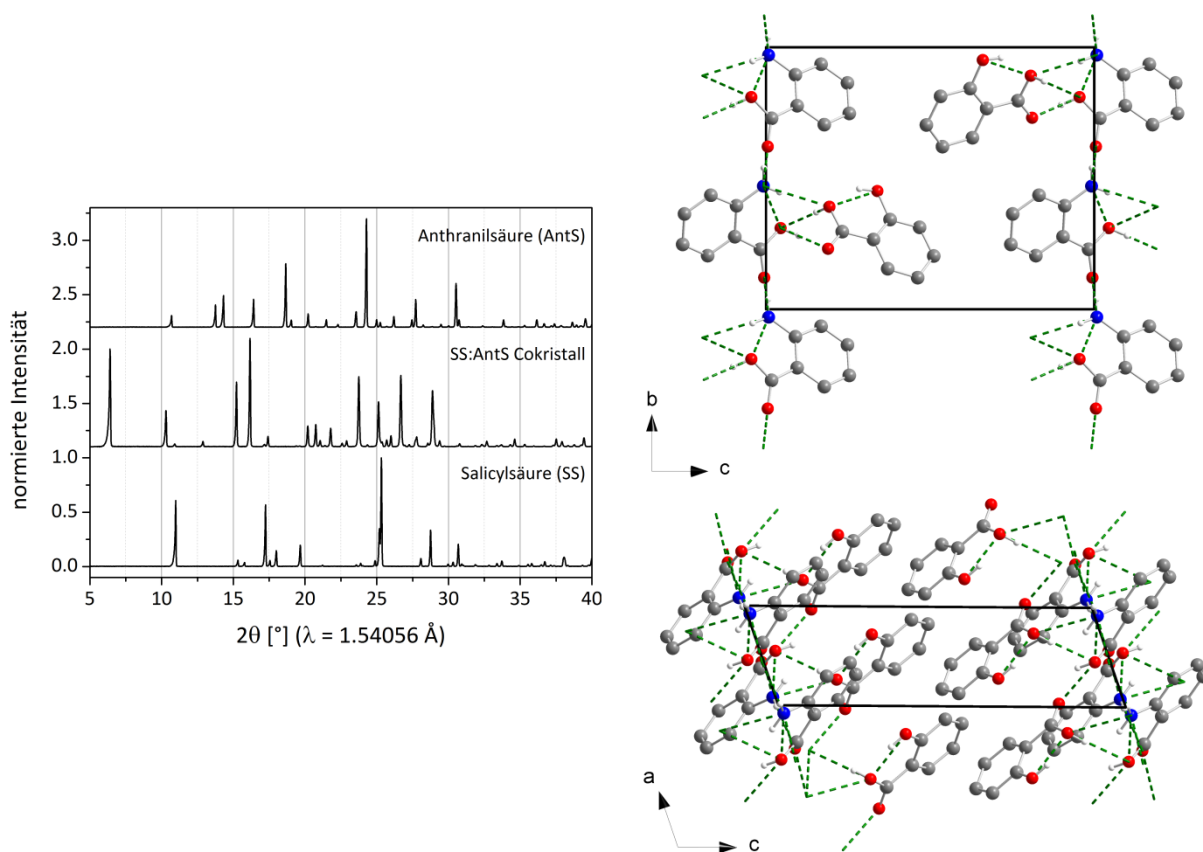 normierte Intensität
3.0
2.5
2.0
1.5
1.0
0.5
0.0
Anthranilsäure (AntS)
SS:AntS Cokristall
Salicylsäure (SS)
5 10 15 20 25 30 35 40
2θ [°] (λ = 1.54056 Å)
b
c
a
c